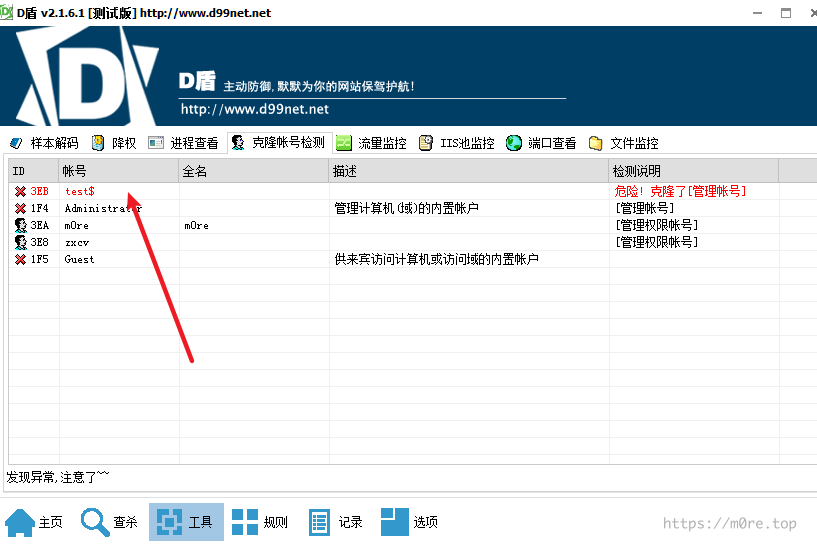 D盾 v2.1.6.1 [测试版] http://www.d99net.net
D盾 主动防御,默默为你的网站保驾护航!
http://www.d99net.net
样本解码 降权 进程查看 克隆帐号检测 流量监控 IIS池监控 端口查看 文件监控
ID 帐号 全名 描述 检测说明
3EB test$ 危险! 克隆了[管理帐号]
1F4 Administrator 管理计算机(域)的内置帐户 [管理帐号]
3EA m0re m0re [管理权限帐号]
3E8 zxcv [管理权限帐号]
1F5 Guest 供来宾访问计算机或访问域的内置帐户
发现异常,注意了~~
主页 查杀 工具 规则 记录 选项
https://m0re.top